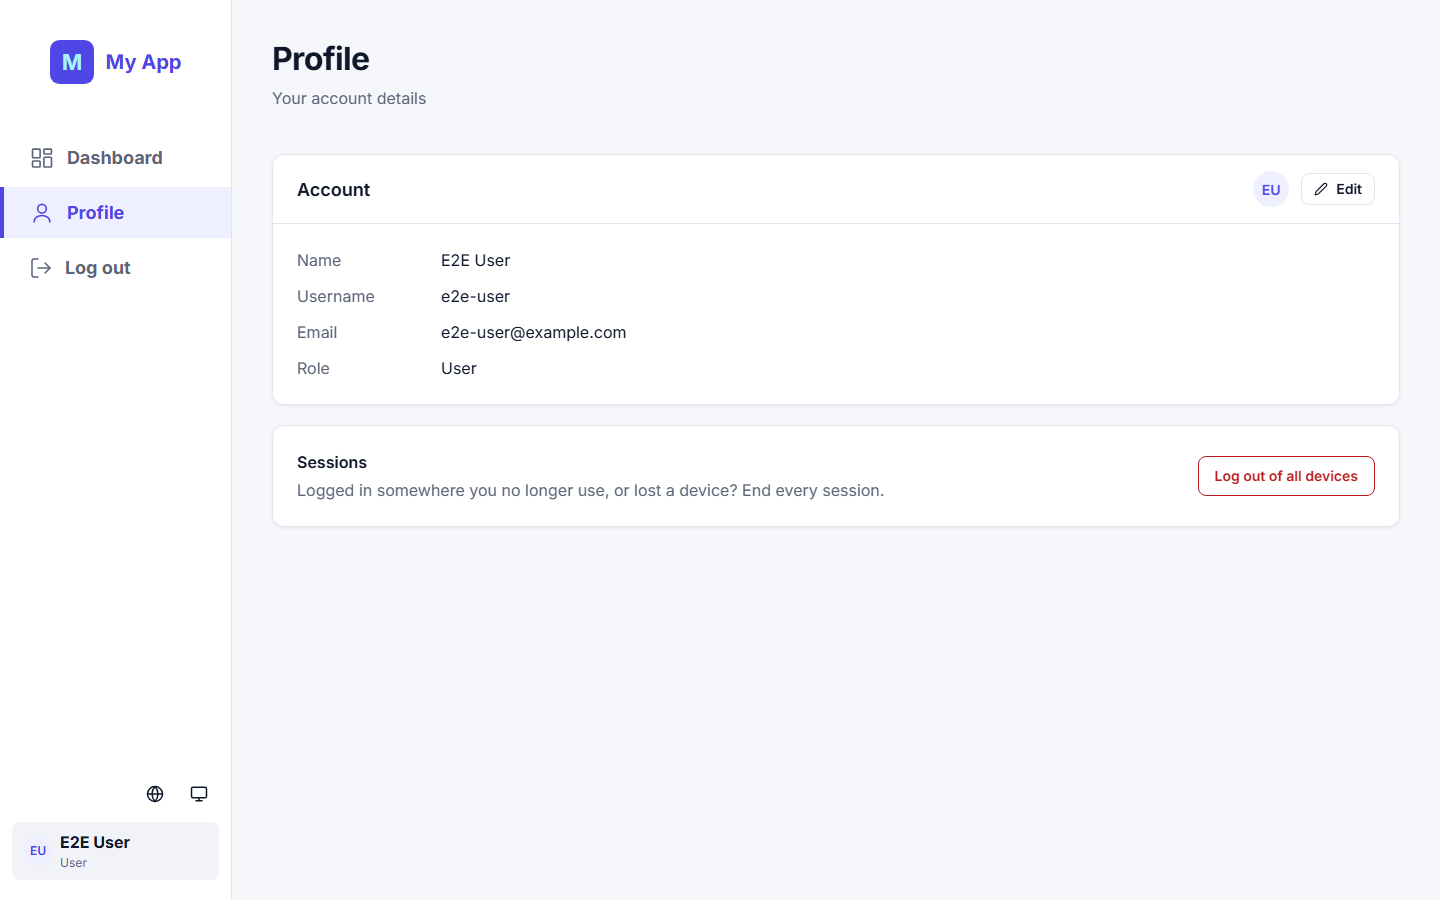 M My App
Dashboard
Profile
Log out
EU E2E User
User
Profile
Your account details
Account EU Edit
Name E2E User
Username e2e-user
Email e2e-user@example.com
Role User
Sessions
Logged in somewhere you no longer use, or lost a device? End every session.
Log out of all devices